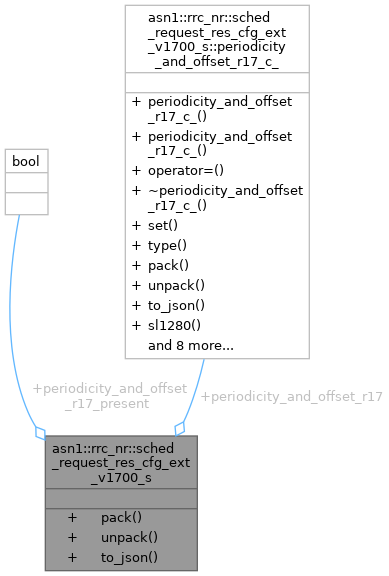 asn1::rrc_nr::sched
_request_res_cfg_ext
_v1700_s::periodicity
_and_offset_r17_c_
+ periodicity_and_offset
_r17_c_()
+ periodicity_and_offset
_r17_c_()
+ operator=()
+ ~periodicity_and_offset
_r17_c_()
+ set()
+ type()
+ pack()
+ unpack()
+ to_json()
+ sl1280()
and 8 more...
bool
+periodicity_and_offset
_r17_present
+periodicity_and_offset_r17
asn1::rrc_nr::sched
_request_res_cfg_ext
_v1700_s
+ pack()
+ unpack()
+ to_json()